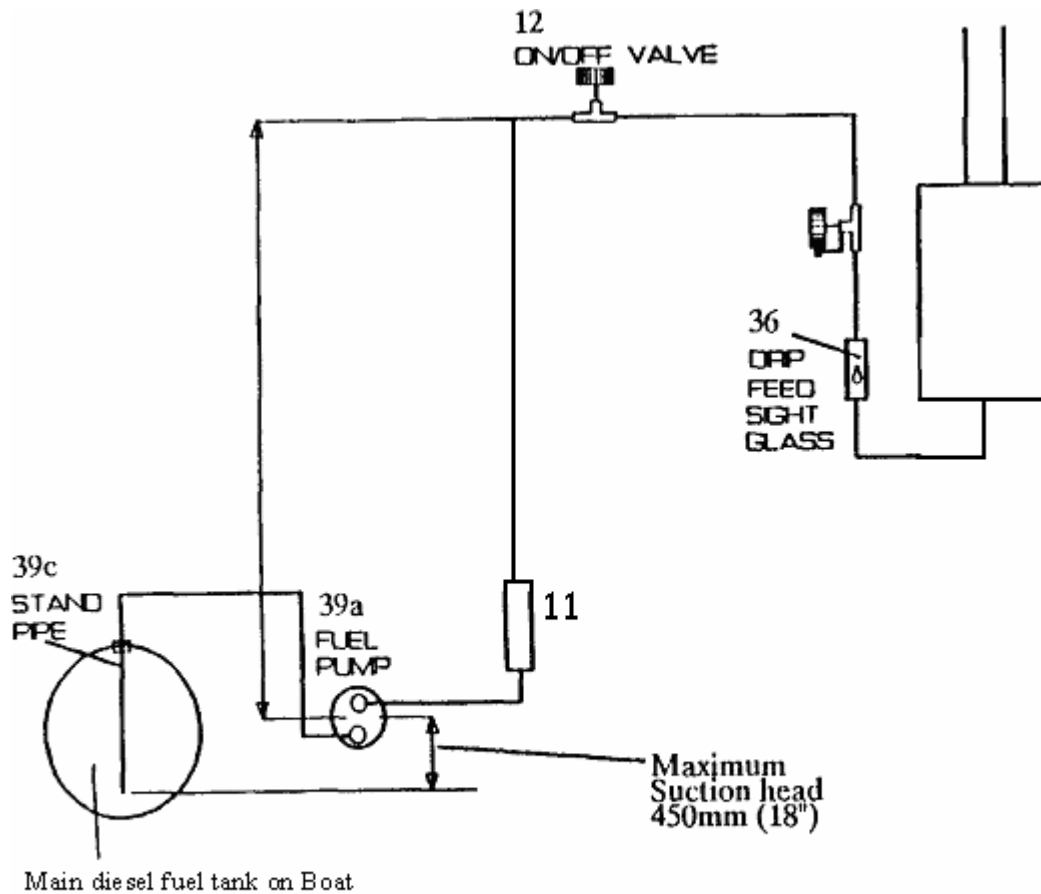 12
ON/OFF VALVE
36
DRP
FEED
SIGHT
GLASS
39c
STAND
PIPE
39a
FUEL
PUMP
11
Maximum
Suction head
450mm (18")
Main diesel fuel tank on Boat